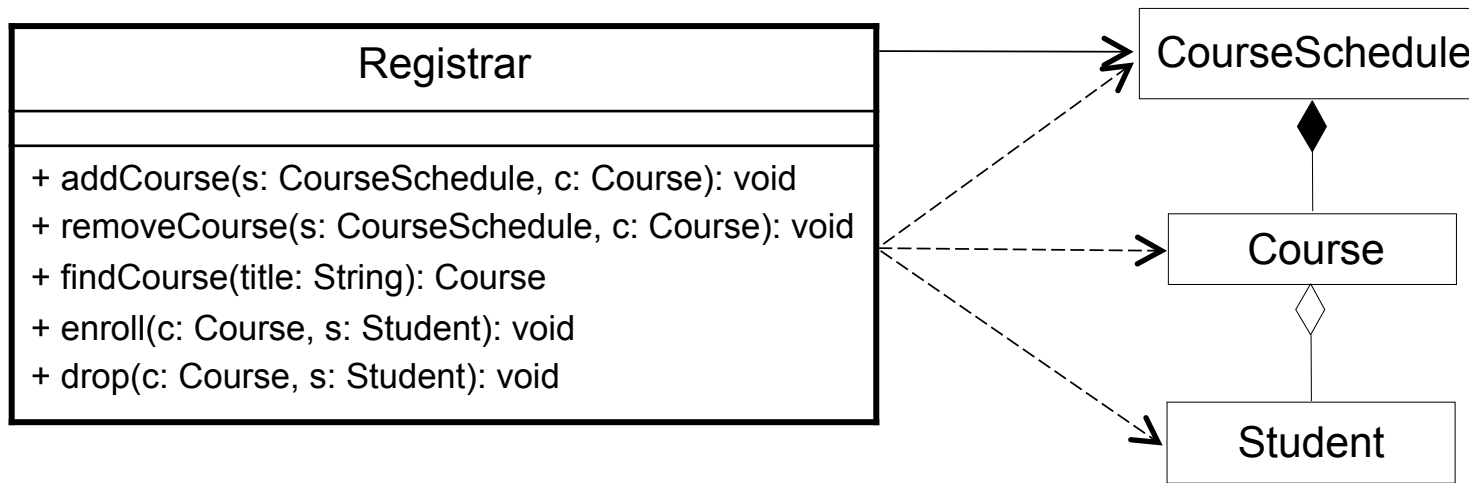 Registrar
+ addCourse(s: CourseSchedule, c: Course): void
+ removeCourse(s: CourseSchedule, c: Course): void
+ findCourse(title: String): Course
+ enroll(c: Course, s: Student): void
+ drop(c: Course, s: Student): void
CourseSchedule
Course
Student